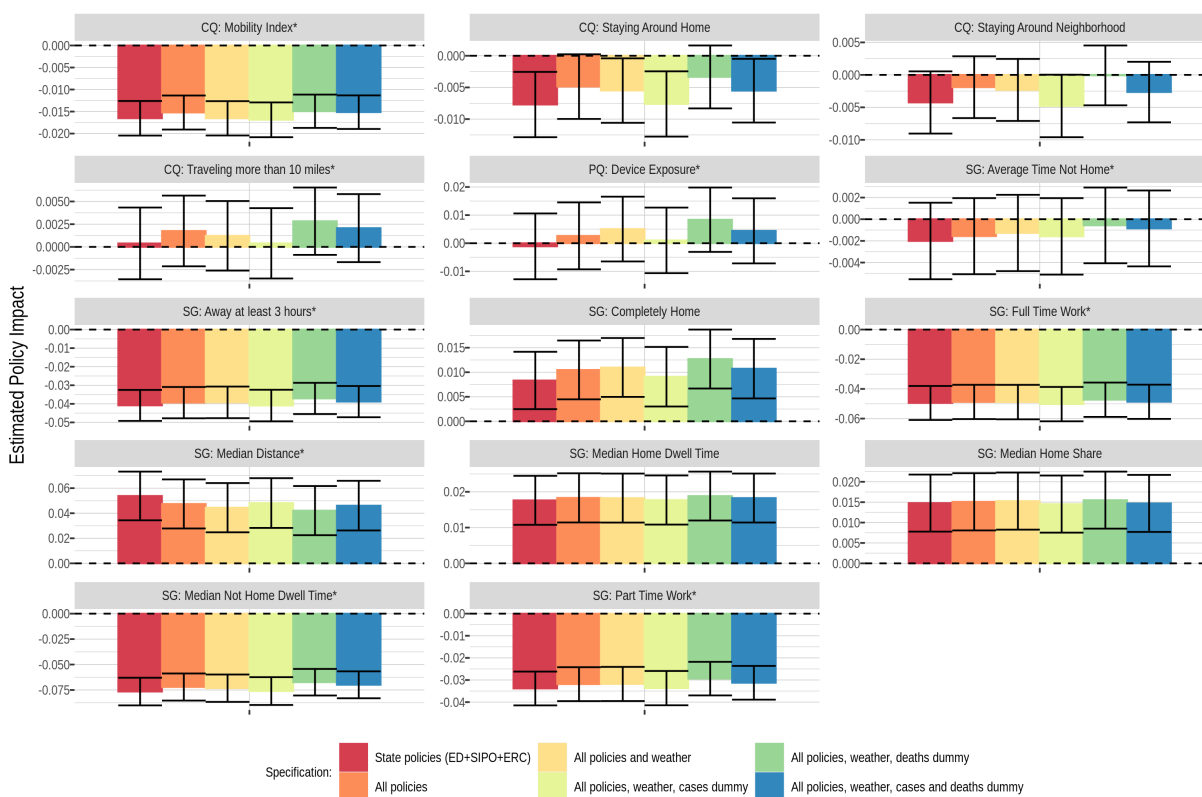 CQ: Mobility Index*
CQ: Staying Around Home
CQ: Staying Around Neighborhood
0.000
-0.005
-0.010
-0.015
-0.020
0.000
-0.005
-0.010
0.005
0.000
-0.005
-0.010
CQ: Traveling more than 10 miles*
PQ: Device Exposure*
SG: Average Time Not Home*
0.0050
0.0025
0.0000
-0.0025
0.02
0.01
0.00
-0.01
0.002
0.000
-0.002
-0.004
Estimated Policy Impact
SG: Away at least 3 hours*
SG: Completely Home
SG: Full Time Work*
0.00
-0.01
-0.02
-0.03
-0.04
-0.05
0.015
0.010
0.005
0.000
0.00
-0.02
-0.04
-0.06
SG: Median Distance*
SG: Median Home Dwell Time
SG: Median Home Share
0.06
0.04
0.02
0.00
0.02
0.01
0.00
0.020
0.015
0.010
0.005
0.000
SG: Median Not Home Dwell Time*
SG: Part Time Work*
0.000
-0.025
-0.050
-0.075
0.00
-0.01
-0.02
-0.03
-0.04
Specification:
State policies (ED+SIPO+ERC)
All policies
All policies and weather
All policies, weather, cases dummy
All policies, weather, deaths dummy
All policies, weather, cases and deaths dummy